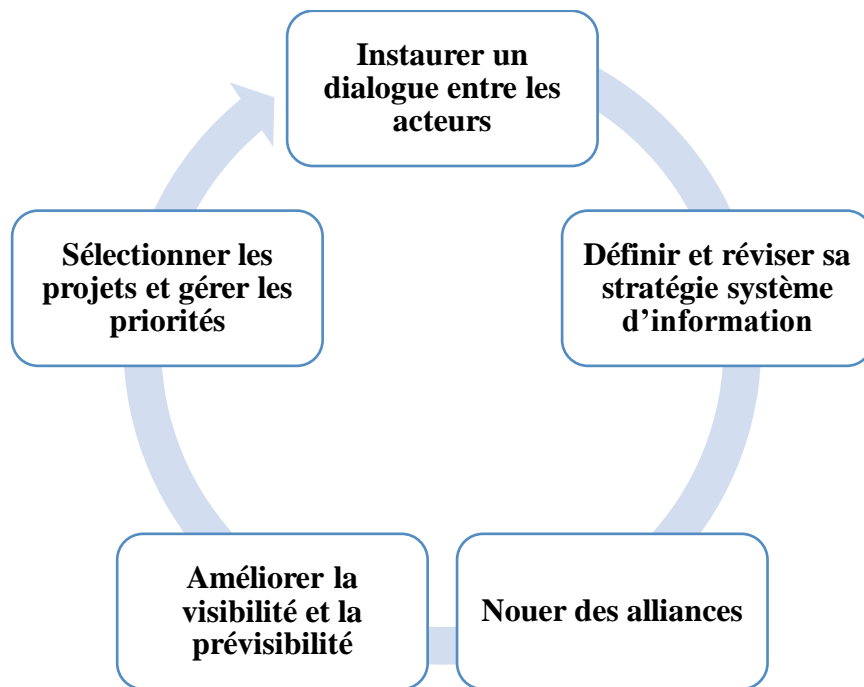 Instaurer un
dialogue entre les
acteurs
Définir et réviser sa
stratégie système
d’information
Nouer des alliances
Améliorer la
visibilité et la
prévisibilité
Sélectionner les
projets et gérer les
priorités